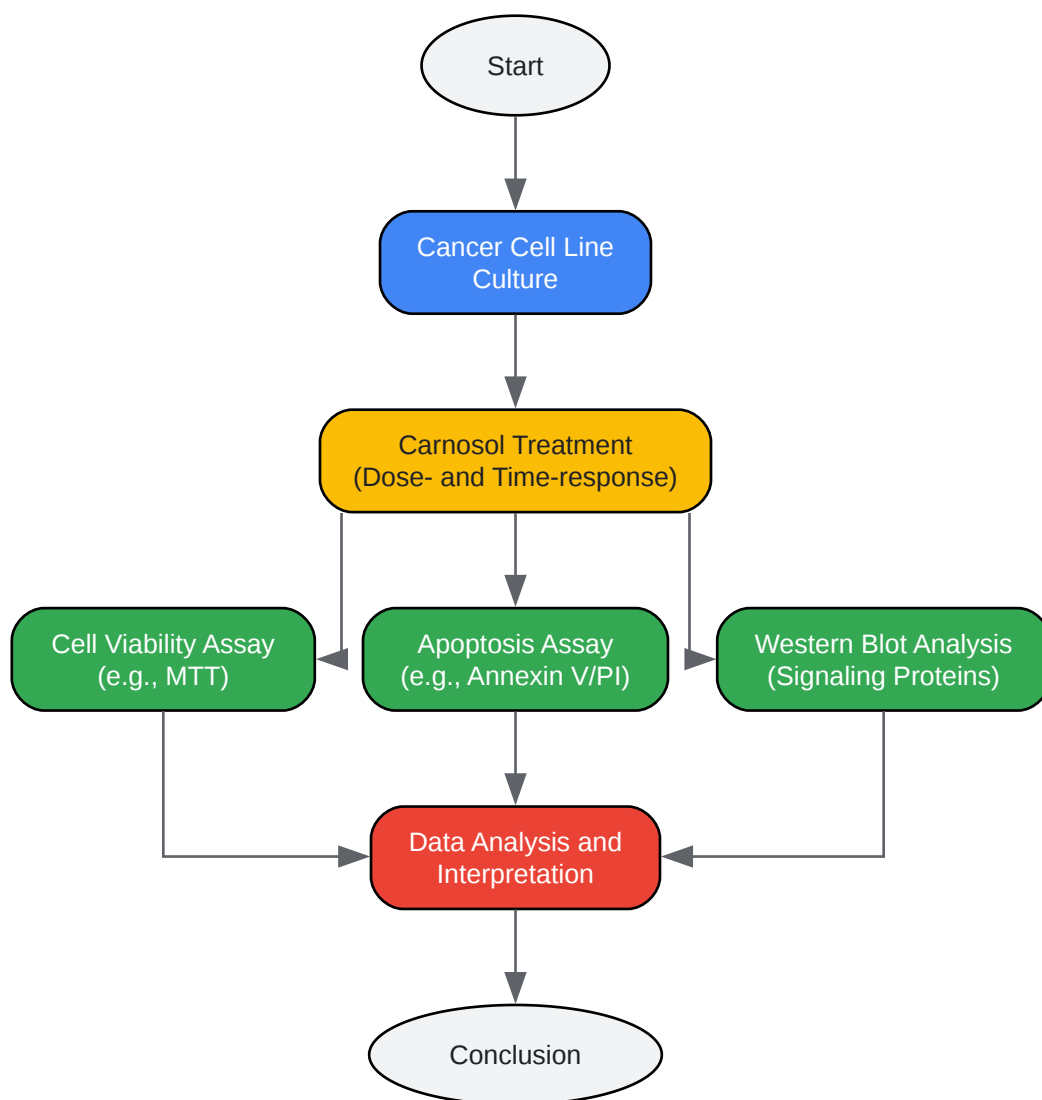 Start
Cancer Cell Line
Culture
Carnosol Treatment
(Dose- and Time-response)
Cell Viability Assay
(e.g., MTT)
Apoptosis Assay
(e.g., Annexin V/PI)
Western Blot Analysis
(Signaling Proteins)
Data Analysis and
Interpretation
Conclusion